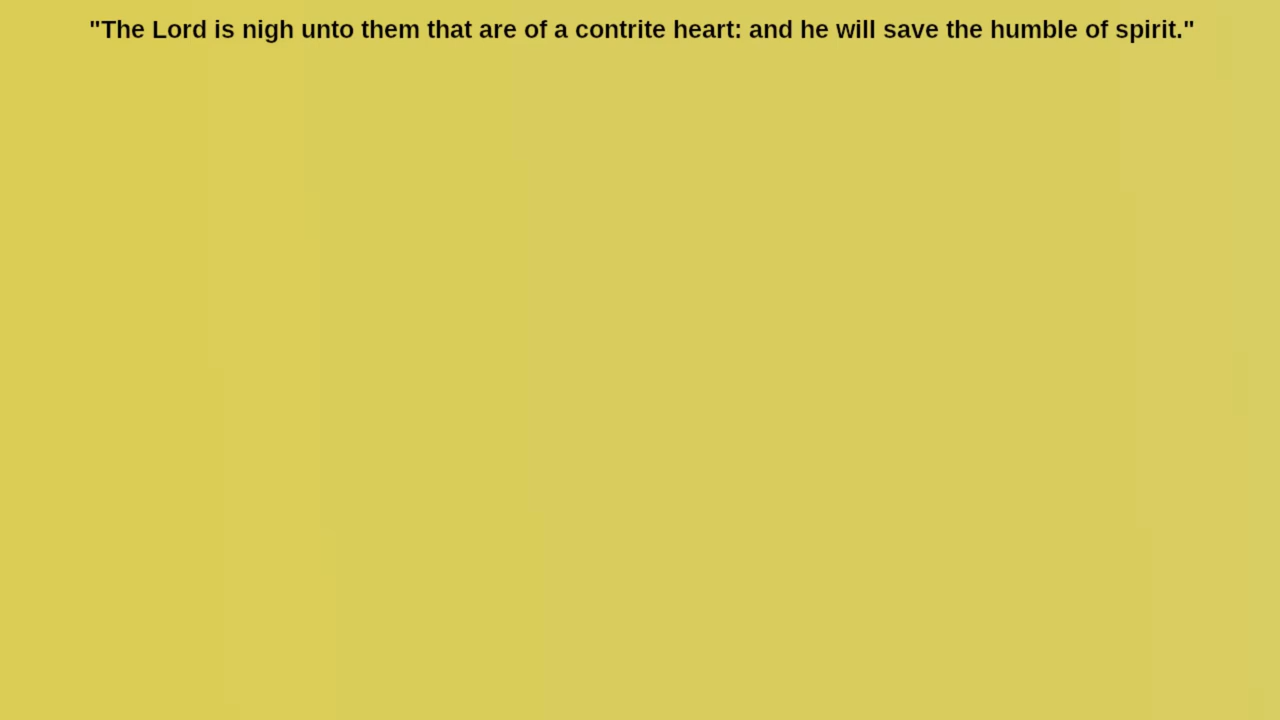 "The Lord is nigh unto them that are of a contrite heart: and he will save the humble of spirit."